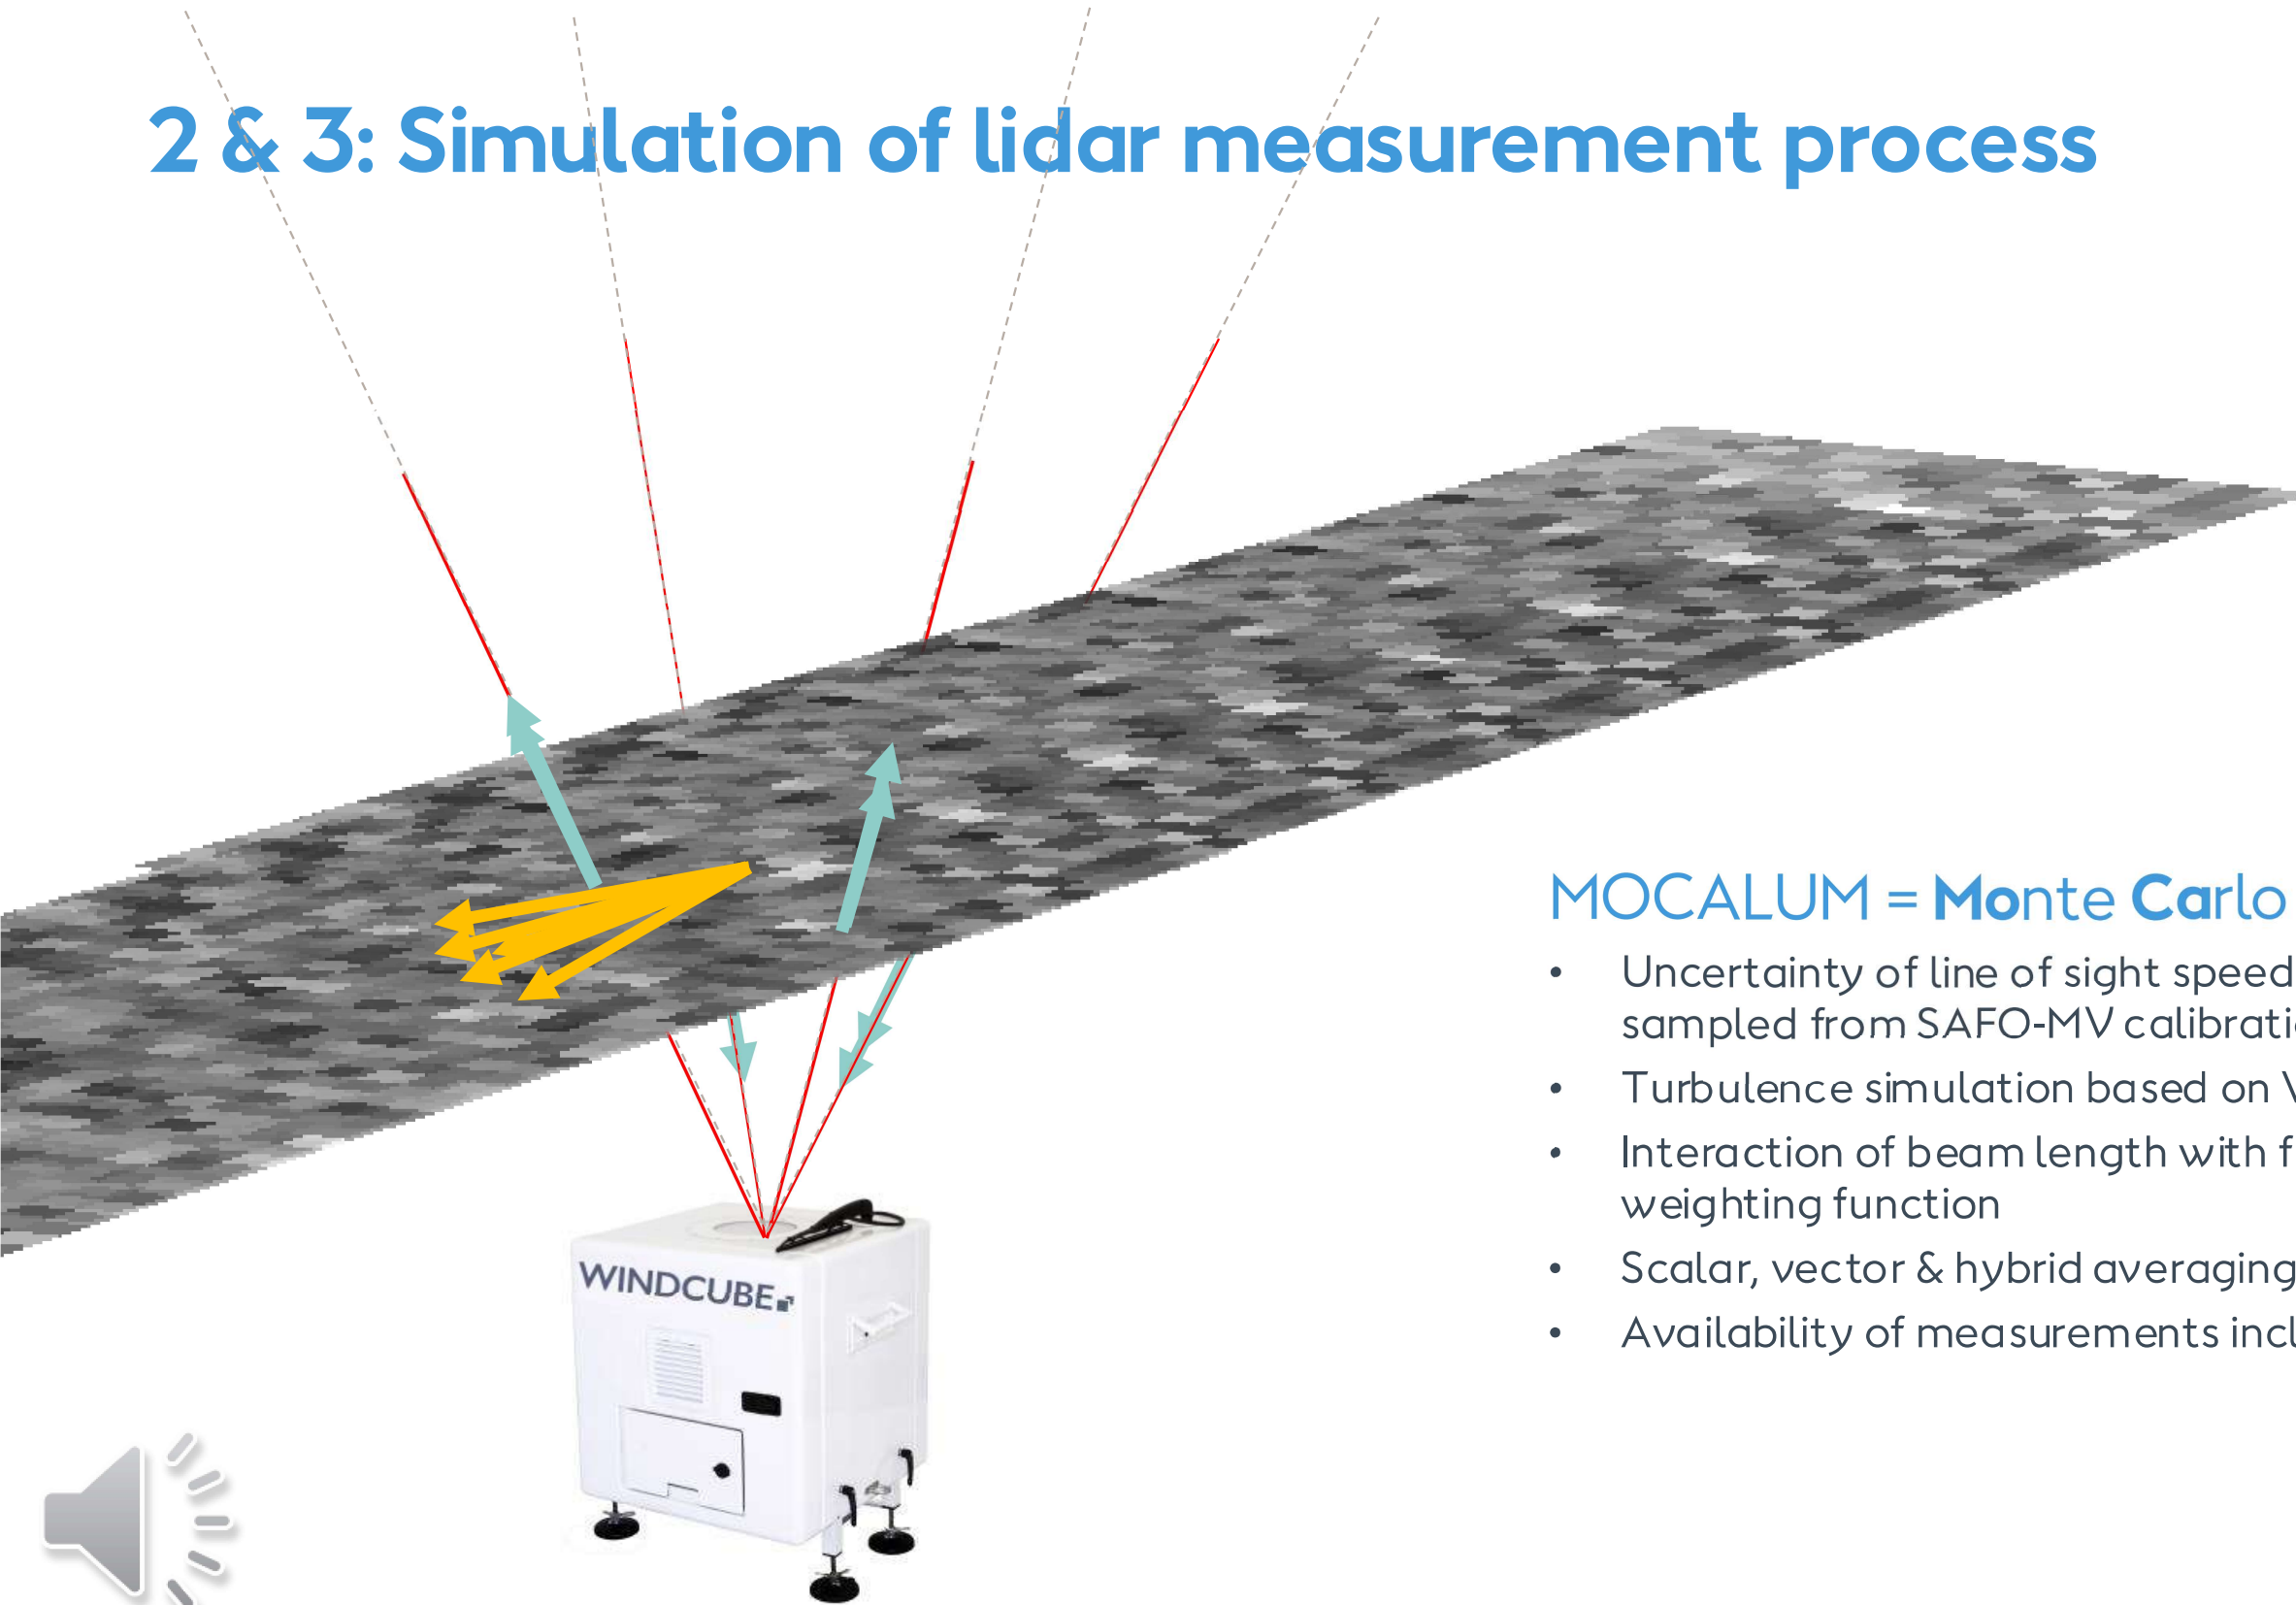 2 & 3: Simulation of lidar measurement process
MOCALUM = Monte Carlo
• Uncertainty of line of sight speed
sampled from SAFO-MV
• Turbulence simulation based on
• Interaction of beam length with
weighting function
• Scalar, vector & hybrid averaging
• Availability of measurements
WINDCUBE